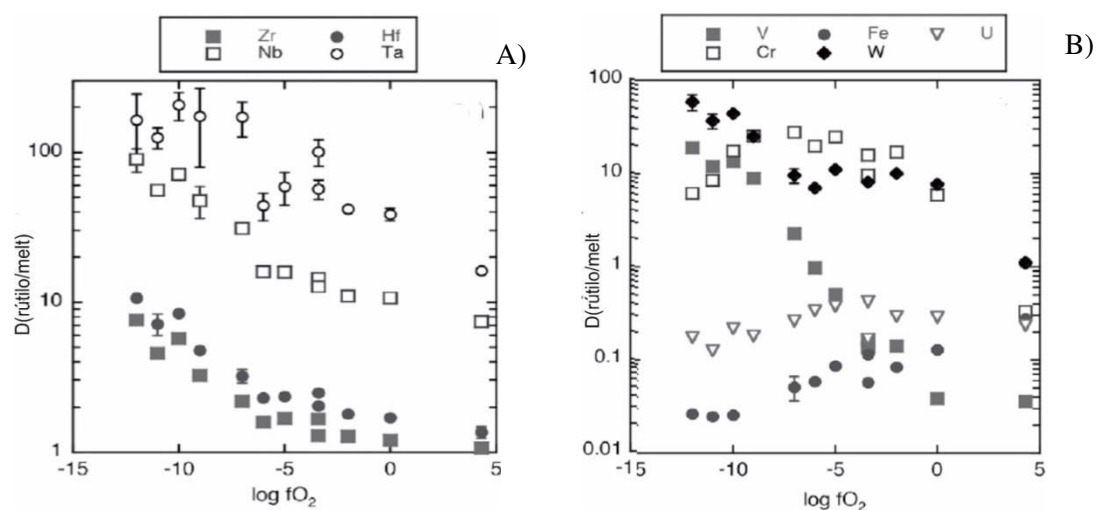 Zr Hf
Nb Ta
A)
100
10
1
D(rútilo/melt)
-15 -10 -5 0 5
log fO2
V Fe U
Cr W
B)
100
10
1
0.1
0.01
D(rútilo/melt)
-15 -10 -5 0 5
log fO2